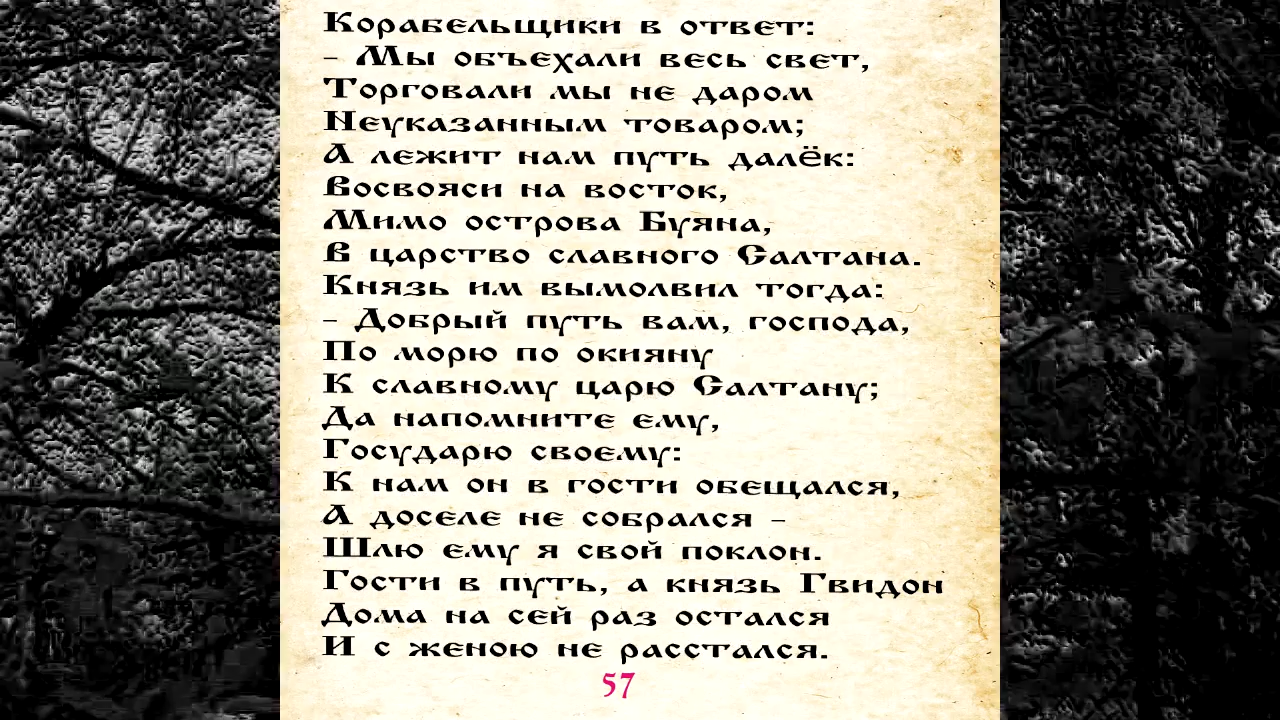 Корабельщики в ответ:
– Мы объехали весь свет,
Торговали мы не даром
Неуказанным товаром;
А лежит нам путь далёк:
Восвояси на восток,
Мимо острова Буяна,
В царство славного Салтана.
Князь им вымолвил тогда:
– Добрый путь вам, господа,
По морю по окияну
К славному царю Салтану;
Да напомните ему,
Государю своему:
К нам он в гости обещался,
А доселе не собрался –
Шлю ему я свой поклон.
Гости в путь, а князь Гвидон
Дома на сей раз остался
И с женою не расстался.
57